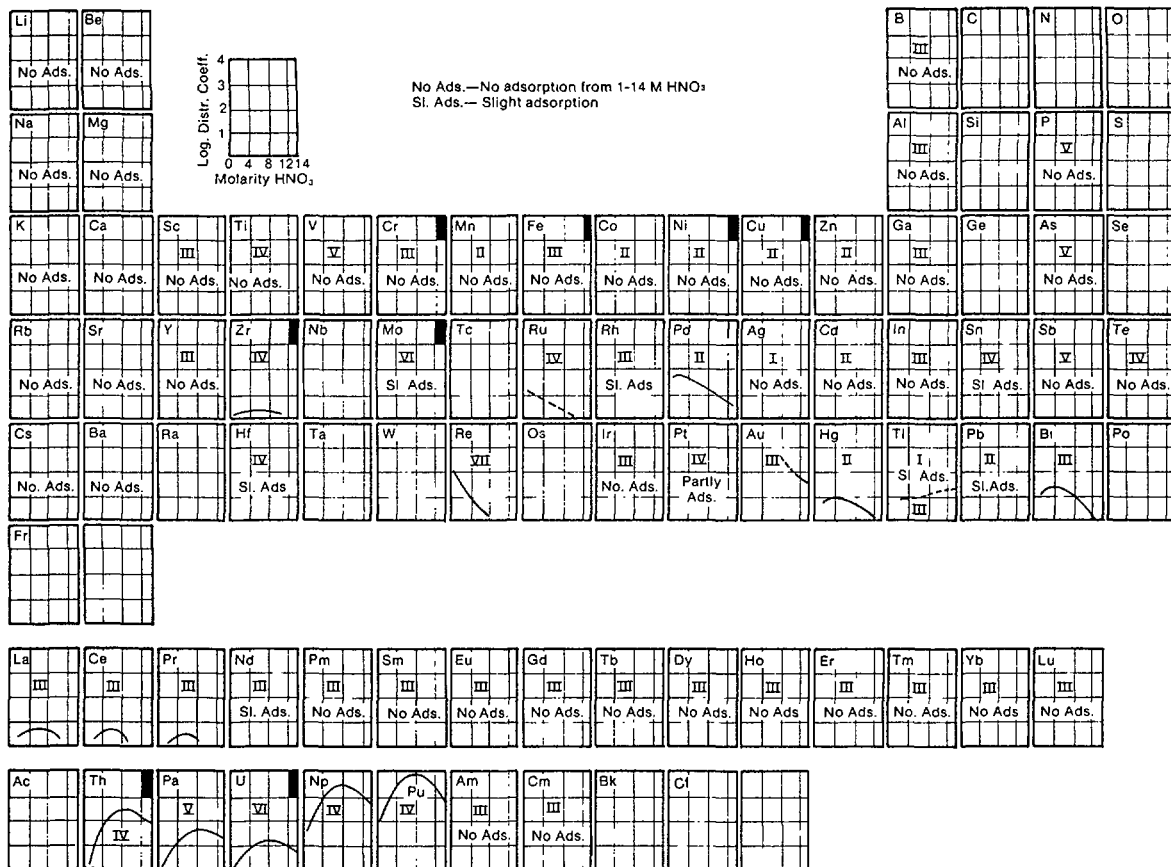 Li Be B C N O
III
No Ads. No Ads. No Ads.
Log. Distr. Coeff.
4
3
2
1
0 4 8 1214
Molarity HNO₃
No Ads.—No adsorption from 1-14 M HNO₃
Sl. Ads.— Slight adsorption
Na Mg Al Si P S
III V
No Ads. No Ads. No Ads. No Ads.
K Ca Sc Ti V Cr Mn Fe Co Ni Cu Zn Ga Ge As Se
III IV V III II III II II II II III V
No Ads. No Ads. No Ads. No Ads. No Ads. No Ads. No Ads. No Ads. No Ads. No Ads. No Ads. No Ads. No Ads. No Ads.
Rb Sr Y Zr Nb Mo Tc Ru Rh Pd Ag Cd In Sn Sb Te
III IV VI IV III II I II III IV V IV
No Ads. No Ads. No Ads. Sl Ads. Sl. Ads No Ads. No Ads. No Ads. Sl Ads. No Ads. No Ads.
Cs Ba Ra Hf Ta W Re Os Ir Pt Au Hg Tl Pb Bi Po
IV VII III IV III II I II III
No. Ads. No Ads. Sl. Ads No. Ads. Partly Ads. Sl Ads. Sl.Ads.
III
Fr
La Ce Pr Nd Pm Sm Eu Gd Tb Dy Ho Er Tm Yb Lu
III III III III III III III III III III III III III III III
Sl. Ads. No Ads. No Ads. No Ads. No Ads. No Ads. No Ads. No Ads. No Ads. No. Ads. No Ads No Ads.
Ac Th Pa U Np Pu Am Cm Bk Cf
IV V VI IV IV III III
No Ads. No Ads.